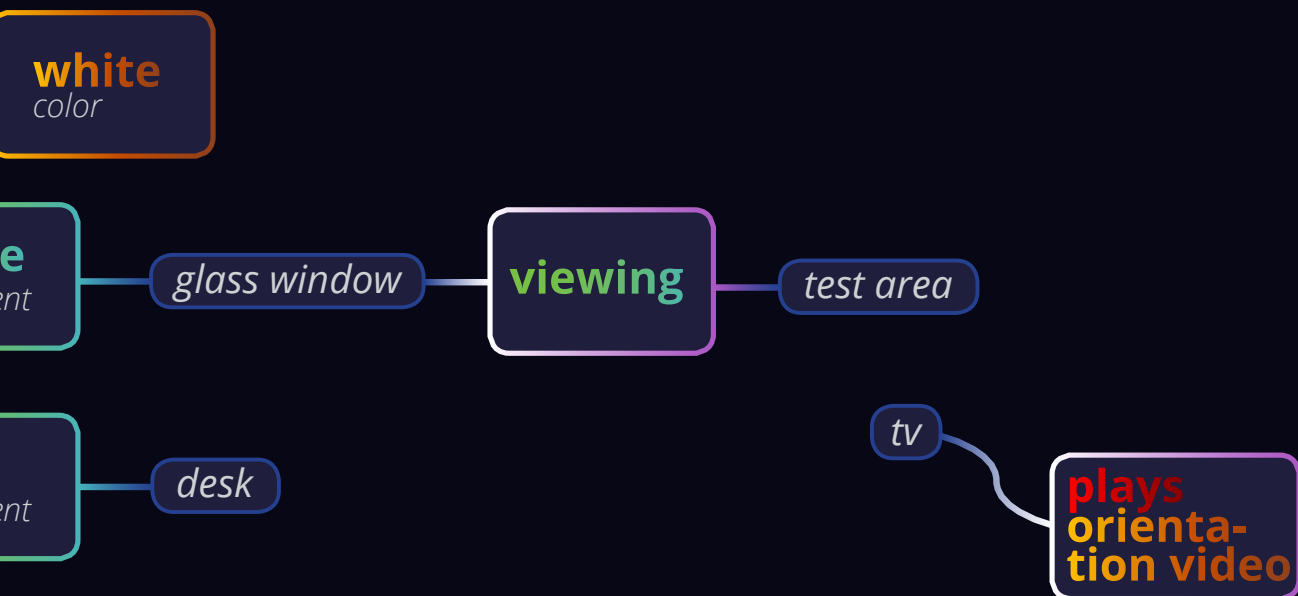 white
color
e
ent
glass window
viewing
test area
tv
ent
desk
plays
orienta-
tion video